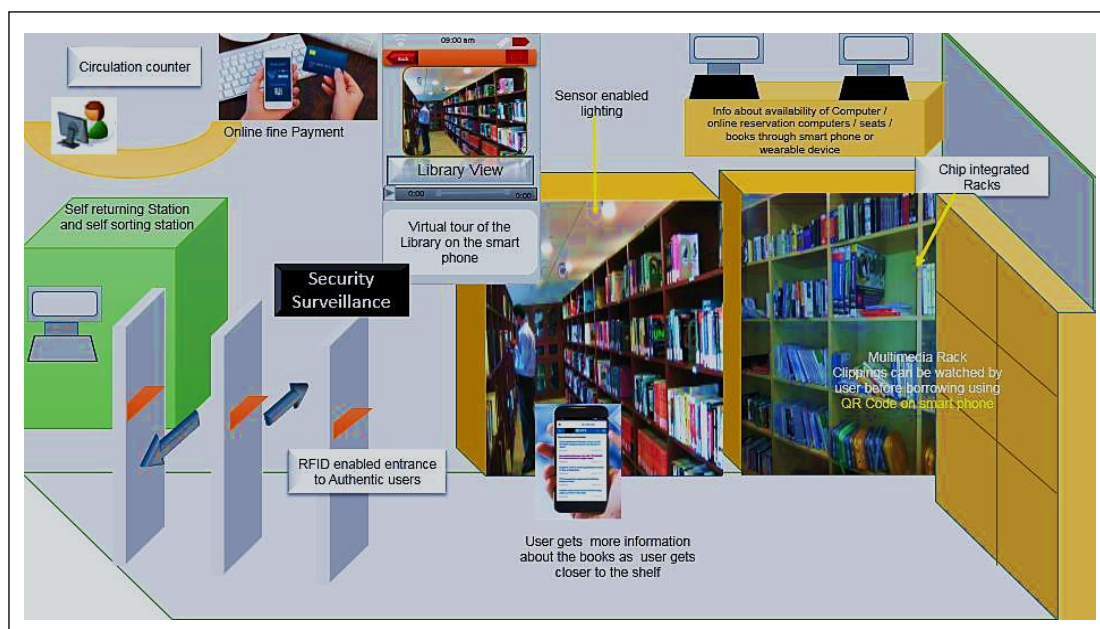 Circulation counter
Online fine Payment
09:00 am
Library View
0:00
0:00
Virtual tour of the
Library on the smart
phone
Sensor enabled
lighting
Info about availability of Computer /
online reservation computers / seats /
books through smart phone or
wearable device
Chip integrated
Racks
Self returning Station
and self sorting station
Security
Surveillance
RFID enabled entrance
to Authentic users
Multimedia Rack
Clippings can be watched by
user before borrowing using
QR Code on smart phone
User gets more information
about the books as user gets
closer to the shelf